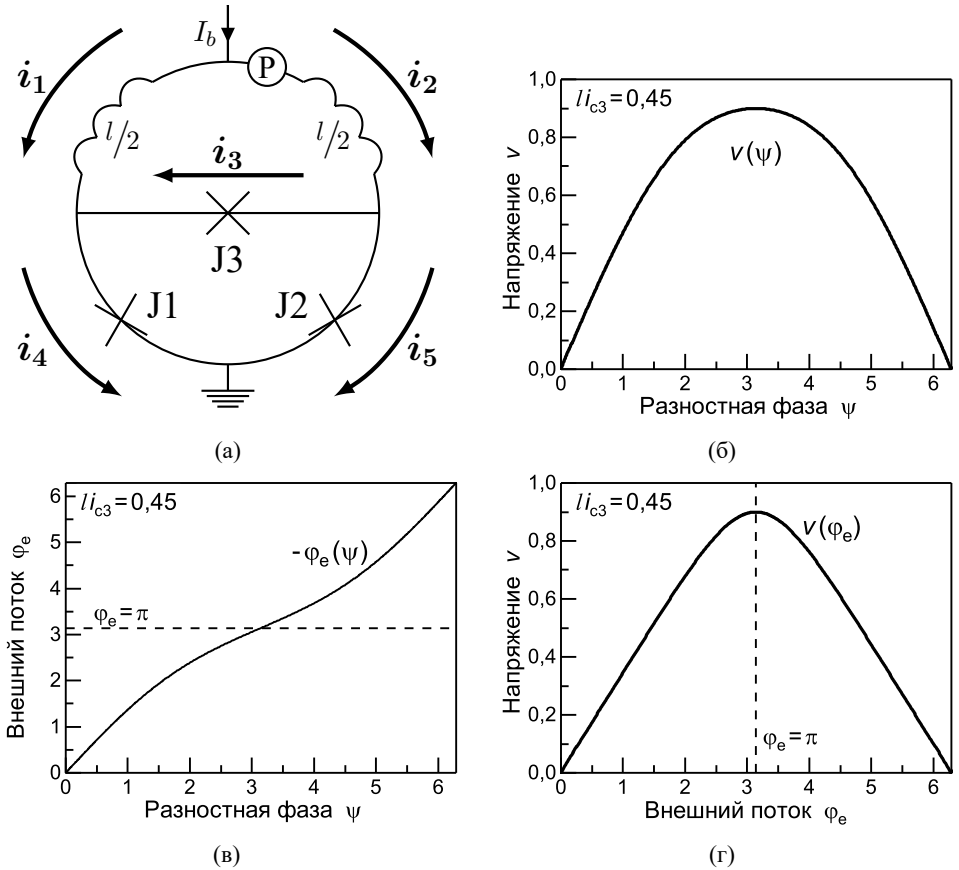 I_b
P
i_1
i_2
l/2
l/2
i_3
J3
J1
J2
i_4
i_5
(а)
Напряжение v
1,0
0,8
0,6
0,4
0,2
0,0
l i_c3=0,45
v(ψ)
0 1 2 3 4 5 6
Разностная фаза ψ
(б)
Внешний поток φ_e
6
5
4
3
2
1
0
l i_c3=0,45
-φ_e(ψ)
φ_e=π
0 1 2 3 4 5 6
Разностная фаза ψ
(в)
Напряжение v
1,0
0,8
0,6
0,4
0,2
0,0
l i_c3=0,45
v(φ_e)
φ_e=π
0 1 2 3 4 5 6
Внешний поток φ_e
(г)